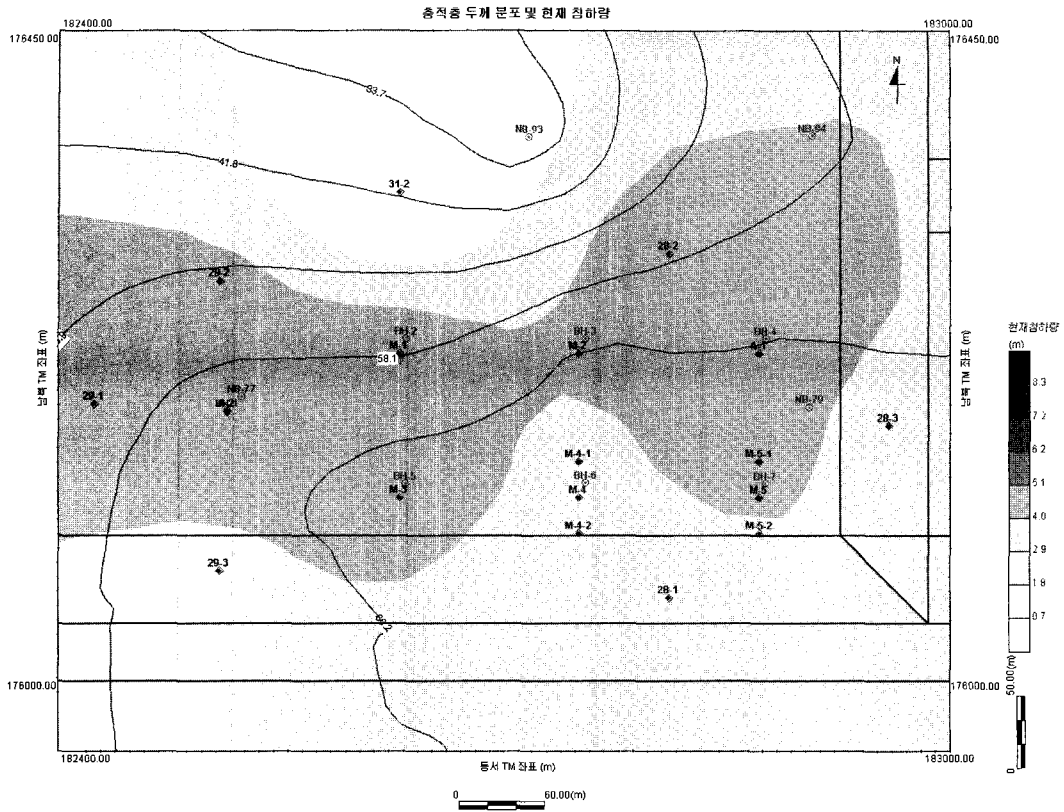 충적층 두께 분포 및 현재 침하량
182400.00
183000.00
176450.00
176450.00
N
33.7
NB-93
NB-84
41.8
31-2
28-2
29-2
BH-2
BH-3
BH-4
M-1
M-2
58.1
현재침하량
(m)
남북 TM 좌표 (m)
남북 TM 좌표 (m)
8.3
7.2
6.2
5.1
4.0
2.9
1.8
0.7
NB-77
NB-79
28-3
M-4-1
M-5-1
BH-5
BH-6
BH-7
M-3
M-4
M-5
M-4-2
M-5-2
29-3
28-1
176000.00
176000.00
50.00(m)
0
182400.00
동서 TM 좌표 (m)
183000.00
0
60.00(m)